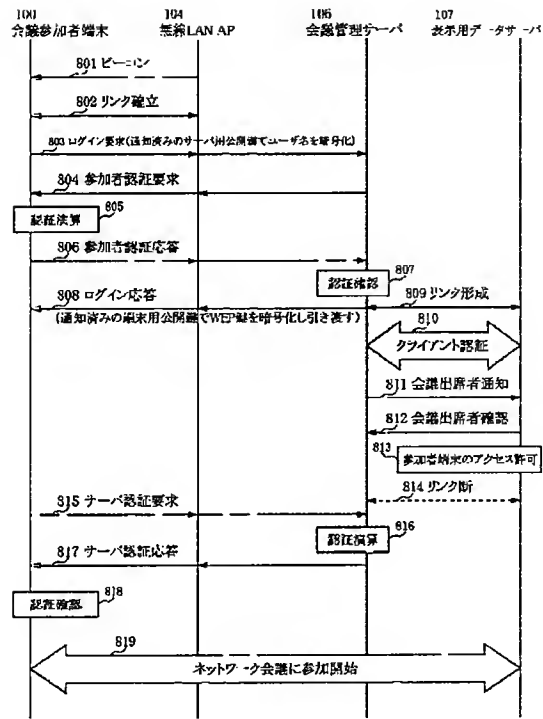 100 104 106 107
会議参加者端末 無線LAN AP 会議管理サーバ 表示用データサーバ
801 ビーコン
802 リンク確立
803 ログイン要求(通知済みのサーバ用公開鍵でユーザ名を暗号化)
804 参加者認証要求
認証演算 805
806 参加者認証応答
認証確認 807
808 ログイン応答 809 リンク形成
(通知済みの端末用公開鍵でWEP鍵を暗号化し引き渡す) 810
クライアント認証
811 会議出席者通知
812 会議出席者確認
813 参加者端末のアクセス許可
814 リンク断
815 サーバ認証要求
認証演算 816
817 サーバ認証応答
認証確認 818
819
ネットワーク会議に参加開始